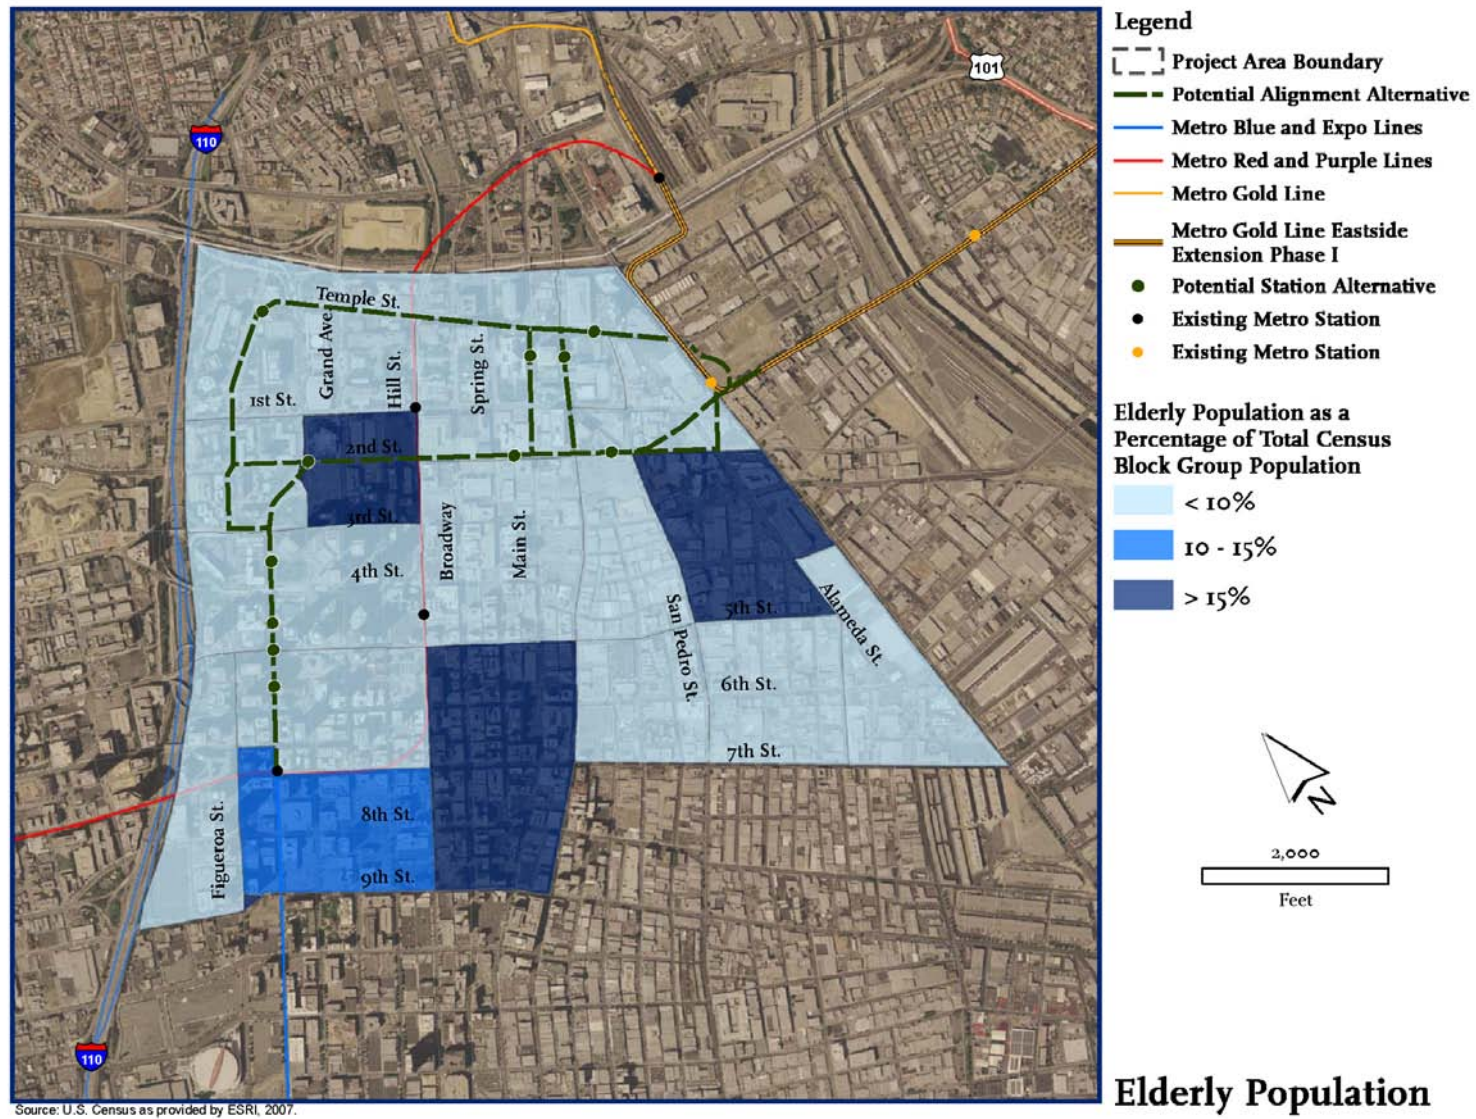 Legend
Project Area Boundary
Potential Alignment Alternative
Metro Blue and Expo Lines
Metro Red and Purple Lines
Metro Gold Line
Metro Gold Line Eastside
Extension Phase I
Potential Station Alternative
Existing Metro Station
Existing Metro Station
Elderly Population as a
Percentage of Total Census
Block Group Population
< 10%
10 - 15%
> 15%
N
2,000
Feet
Elderly Population
101
110
Temple St.
Grand Ave.
Hill St.
Spring St.
1st St.
2nd St.
3rd St.
4th St.
Broadway
Main St.
San Pedro St.
5th St.
Alameda St.
6th St.
7th St.
8th St.
Figueroa St.
9th St.
110
Source: U.S. Census as provided by ESRI, 2007.